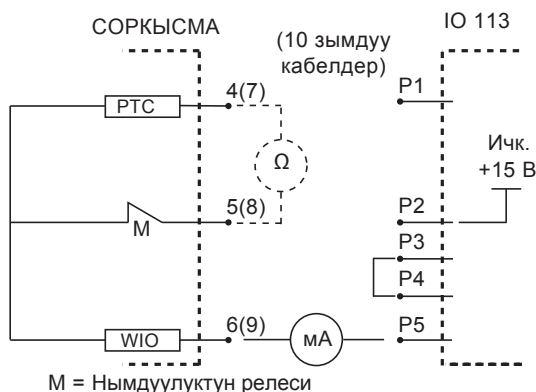 СОРКЫСМА
IO 113
(10 зымдуу
кабелдер)
PTC
4(7)
P1
Ω
Ичк.
+15 В
M
5(8)
P2
P3
P4
WIO
6(9)
мА
P5
М = Нымдуулуктун релеси